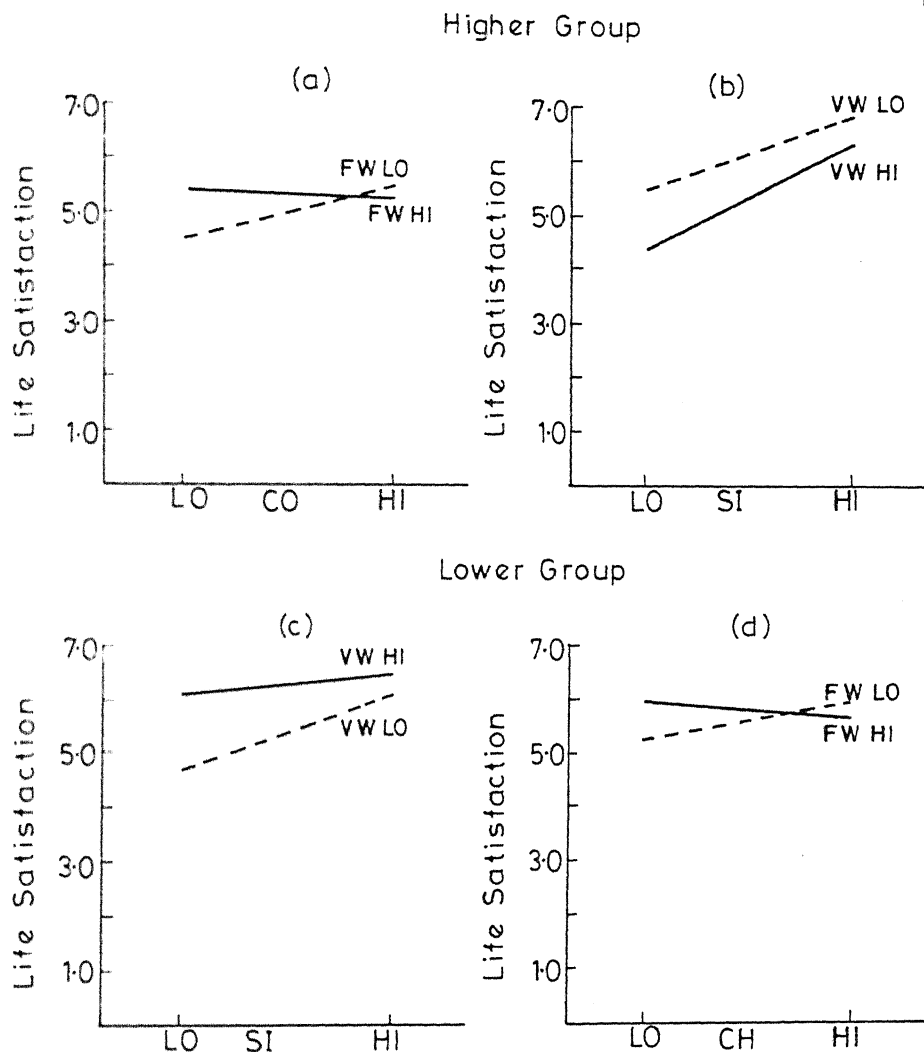 Higher Group
(a)
7.0
5.0
3.0
1.0
Life Satisfaction
FW LO
FW HI
LO CO HI
(b)
7.0
5.0
3.0
1.0
Life Satisfaction
VW LO
VW HI
LO SI HI
Lower Group
(c)
7.0
5.0
3.0
1.0
Life Satisfaction
VW HI
VW LO
LO SI HI
(d)
7.0
5.0
3.0
1.0
Life Satisfaction
FW LO
FW HI
LO CH HI